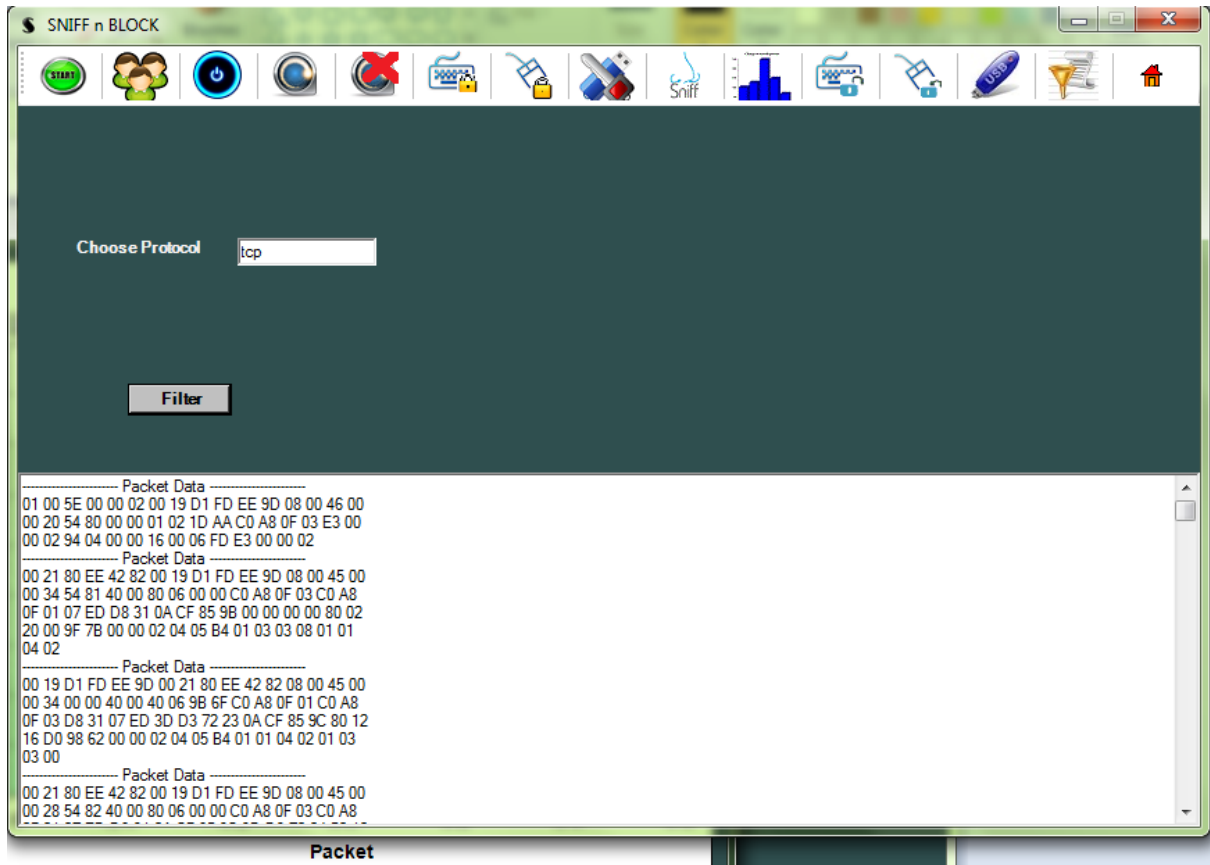 SNIFF n BLOCK
START
Sniff
USB
Choose Protocol
tcp
Filter
----------------------- Packet Data -----------------------
01 00 5E 00 00 02 00 19 D1 FD EE 9D 08 00 46 00
00 20 54 80 00 00 01 02 1D AA C0 A8 0F 03 E3 00
00 02 94 04 00 00 16 00 06 FD E3 00 00 02
----------------------- Packet Data -----------------------
00 21 80 EE 42 82 00 19 D1 FD EE 9D 08 00 45 00
00 34 54 81 40 00 80 06 00 00 C0 A8 0F 03 C0 A8
0F 01 07 ED D8 31 0A CF 85 9B 00 00 00 00 80 02
20 00 9F 7B 00 00 02 04 05 B4 01 03 03 08 01 01
04 02
----------------------- Packet Data -----------------------
00 19 D1 FD EE 9D 00 21 80 EE 42 82 08 00 45 00
00 34 00 00 40 00 40 06 9B 6F C0 A8 0F 01 C0 A8
0F 03 D8 31 07 ED 3D D3 72 23 0A CF 85 9C 80 12
16 D0 98 62 00 00 02 04 05 B4 01 01 04 02 01 03
03 00
----------------------- Packet Data -----------------------
00 21 80 EE 42 82 00 19 D1 FD EE 9D 08 00 45 00
00 28 54 82 40 00 80 06 00 00 C0 A8 0F 03 C0 A8
Packet